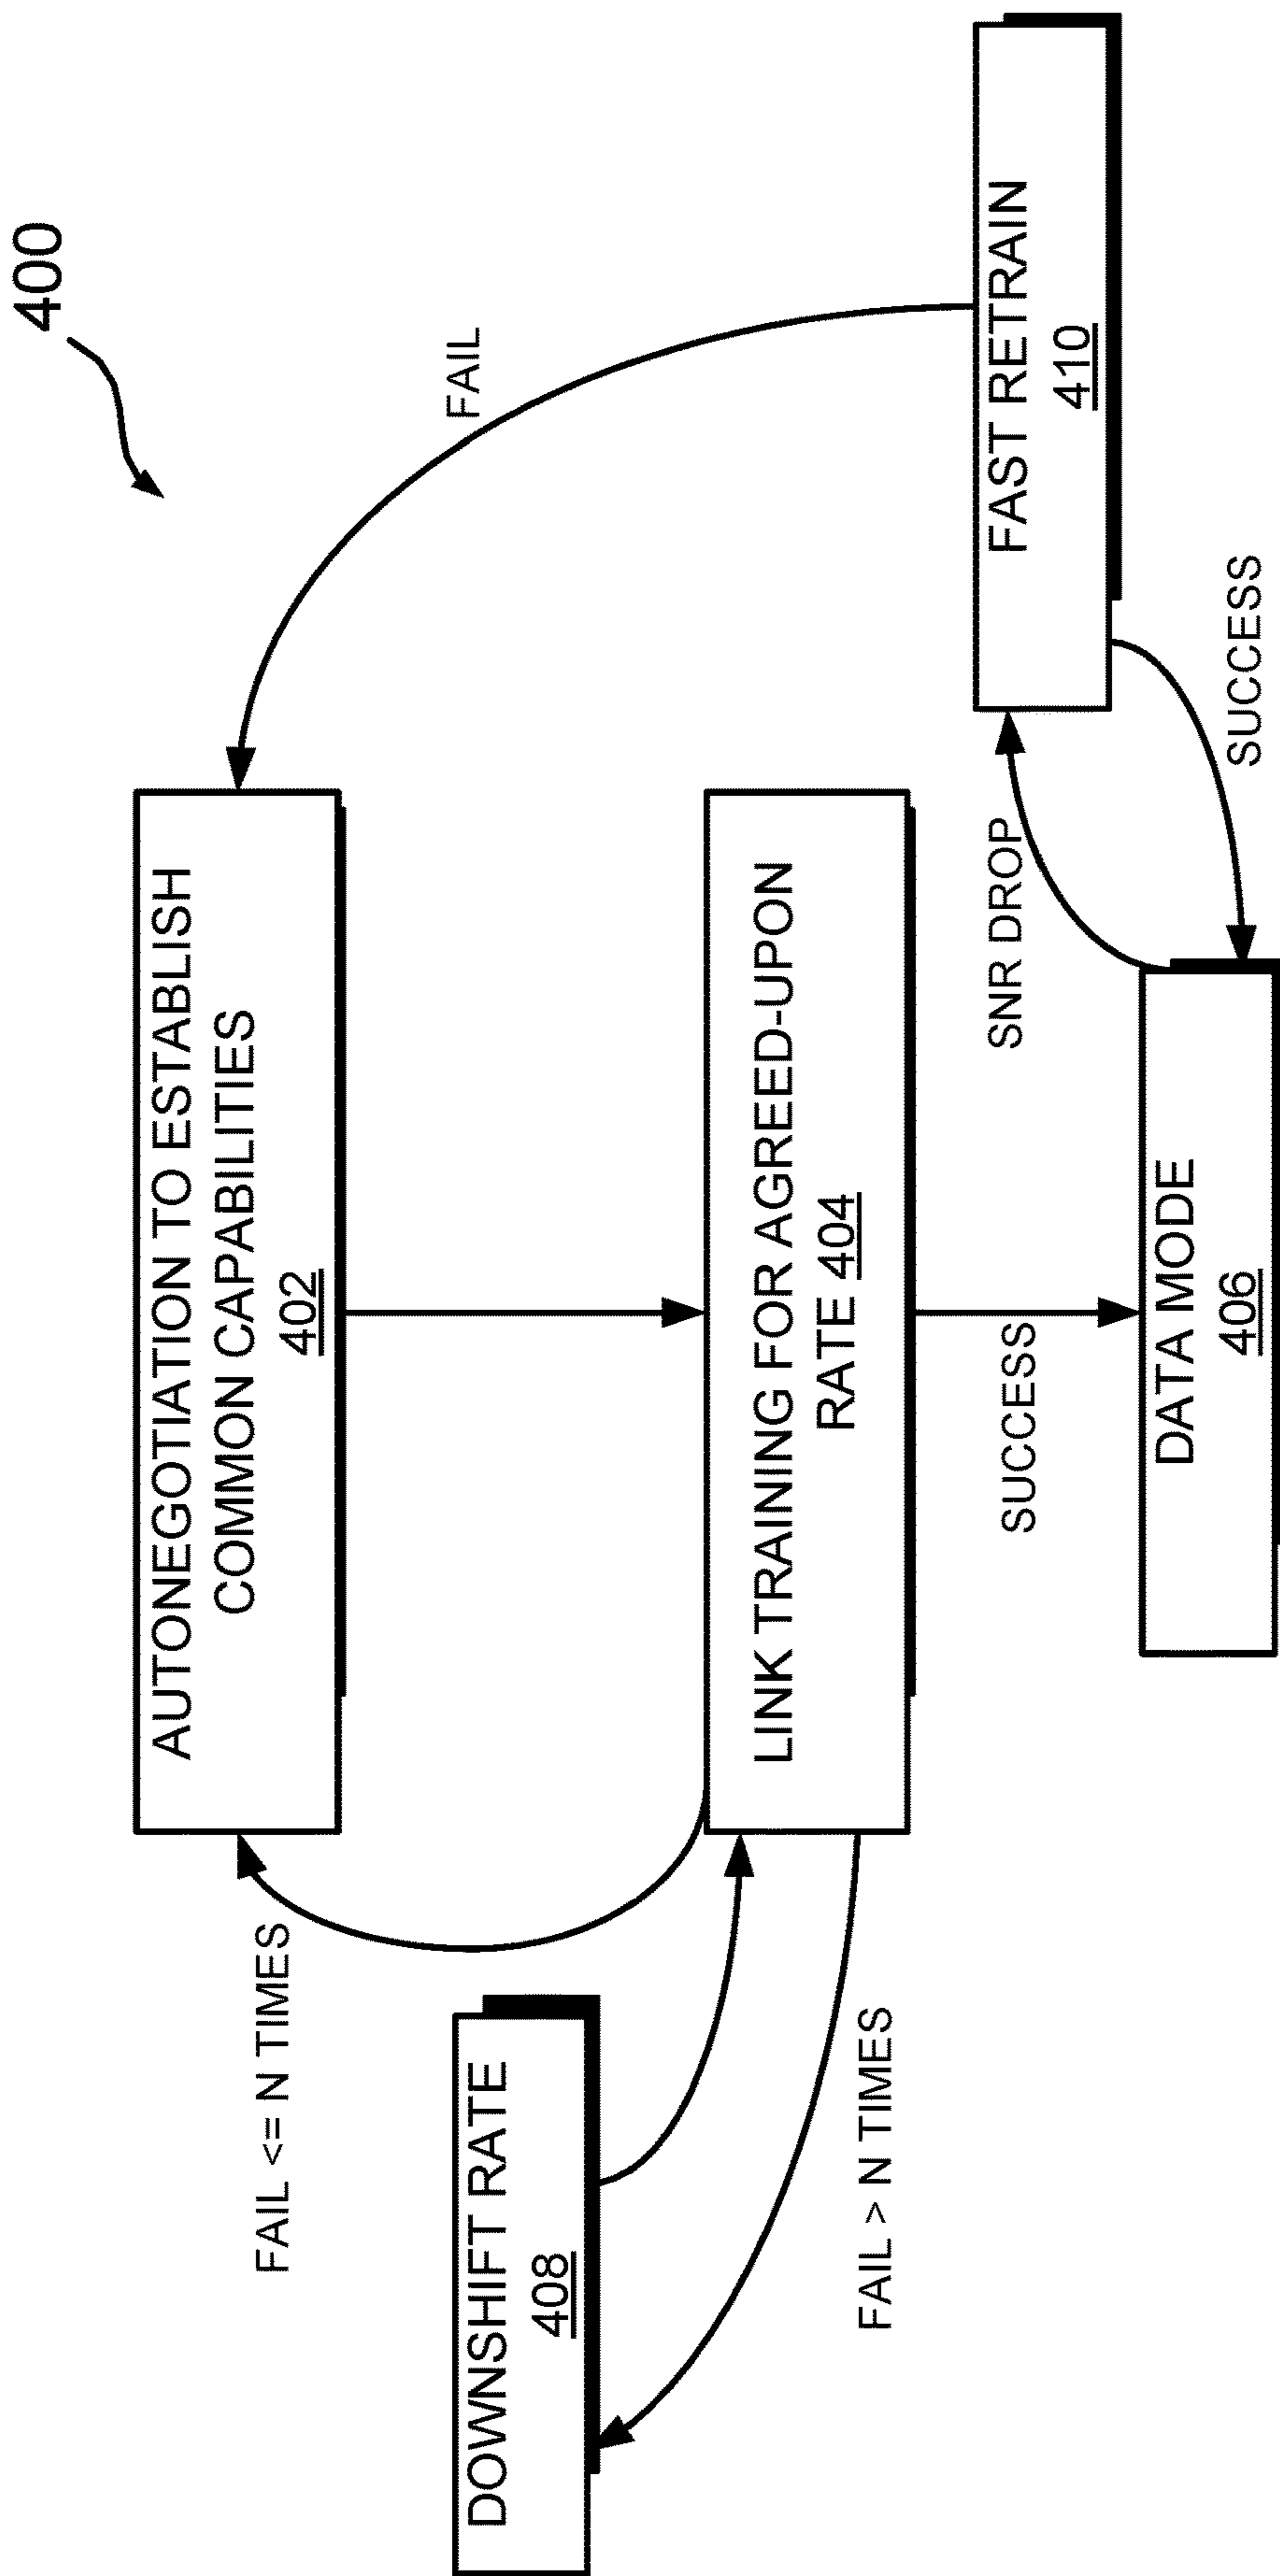 400
AUTONEGOTIATION TO ESTABLISH
COMMON CAPABILITIES
402
FAIL
FAIL <= N TIMES
DOWNSHIFT RATE
408
LINK TRAINING FOR AGREED-UPON
RATE 404
FAIL > N TIMES
SUCCESS
SNR DROP
FAST RETRAIN
410
DATA MODE
406
SUCCESS